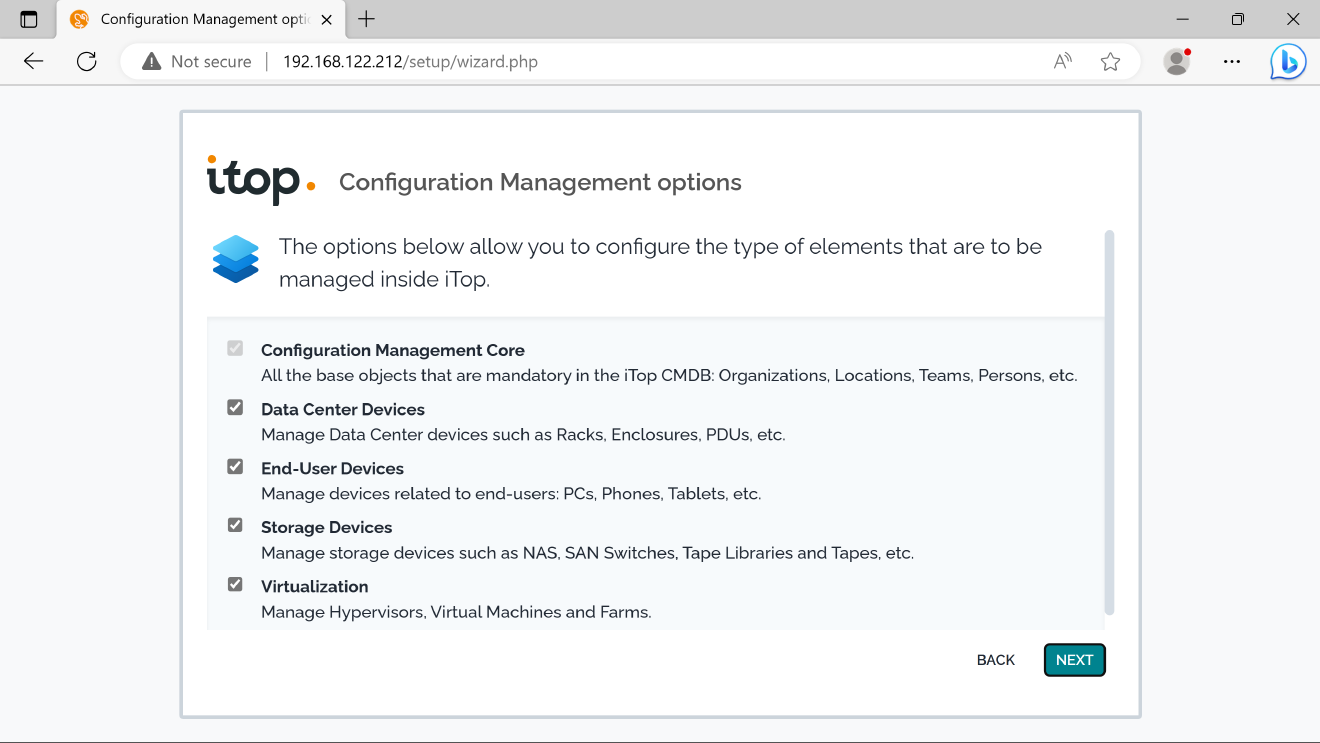 Configuration Management opti
Not secure 192.168.122.212/setup/wizard.php
itop. Configuration Management options
The options below allow you to configure the type of elements that are to be
managed inside iTop.
Configuration Management Core
All the base objects that are mandatory in the iTop CMDB: Organizations, Locations, Teams, Persons, etc.
Data Center Devices
Manage Data Center devices such as Racks, Enclosures, PDUs, etc.
End-User Devices
Manage devices related to end-users: PCs, Phones, Tablets, etc.
Storage Devices
Manage storage devices such as NAS, SAN Switches, Tape Libraries and Tapes, etc.
Virtualization
Manage Hypervisors, Virtual Machines and Farms.
BACK NEXT